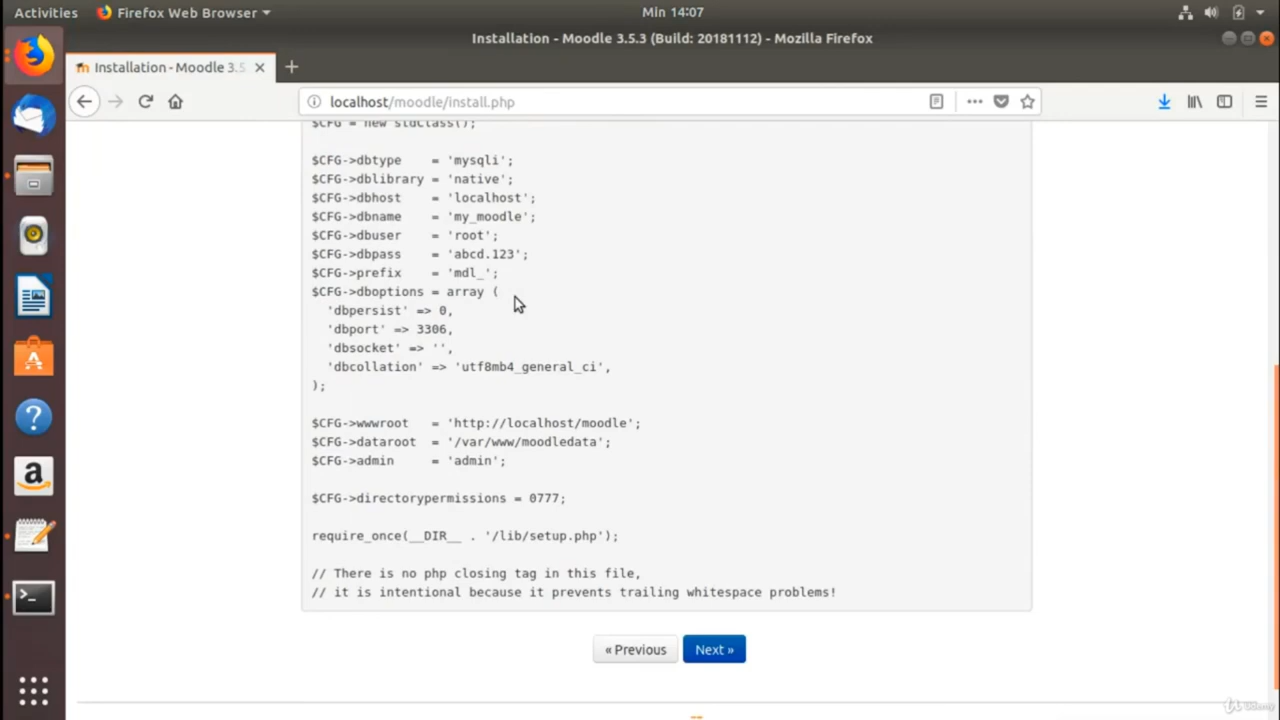 Activities
Firefox Web Browser
Min 14:07
Installation - Moodle 3.5.3 (Build: 20181112) - Mozilla Firefox
Installation - Moodle 3.5
localhost/moodle/install.php
$CFG = new stdClass();
$CFG->dbtype    = 'mysqli';
$CFG->dblibrary = 'native';
$CFG->dbhost    = 'localhost';
$CFG->dbname    = 'my_moodle';
$CFG->dbuser    = 'root';
$CFG->dbpass    = 'abcd.123';
$CFG->prefix    = 'mdl_';
$CFG->dboptions = array (
  'dbpersist' => 0,
  'dbport' => 3306,
  'dbsocket' => '',
  'dbcollation' => 'utf8mb4_general_ci',
);
$CFG->wwwroot   = 'http://localhost/moodle';
$CFG->dataroot  = '/var/www/moodledata';
$CFG->admin     = 'admin';
$CFG->directorypermissions = 0777;
require_once(__DIR__ . '/lib/setup.php');
// There is no php closing tag in this file,
// it is intentional because it prevents trailing whitespace problems!
« Previous
Next »
Udemy